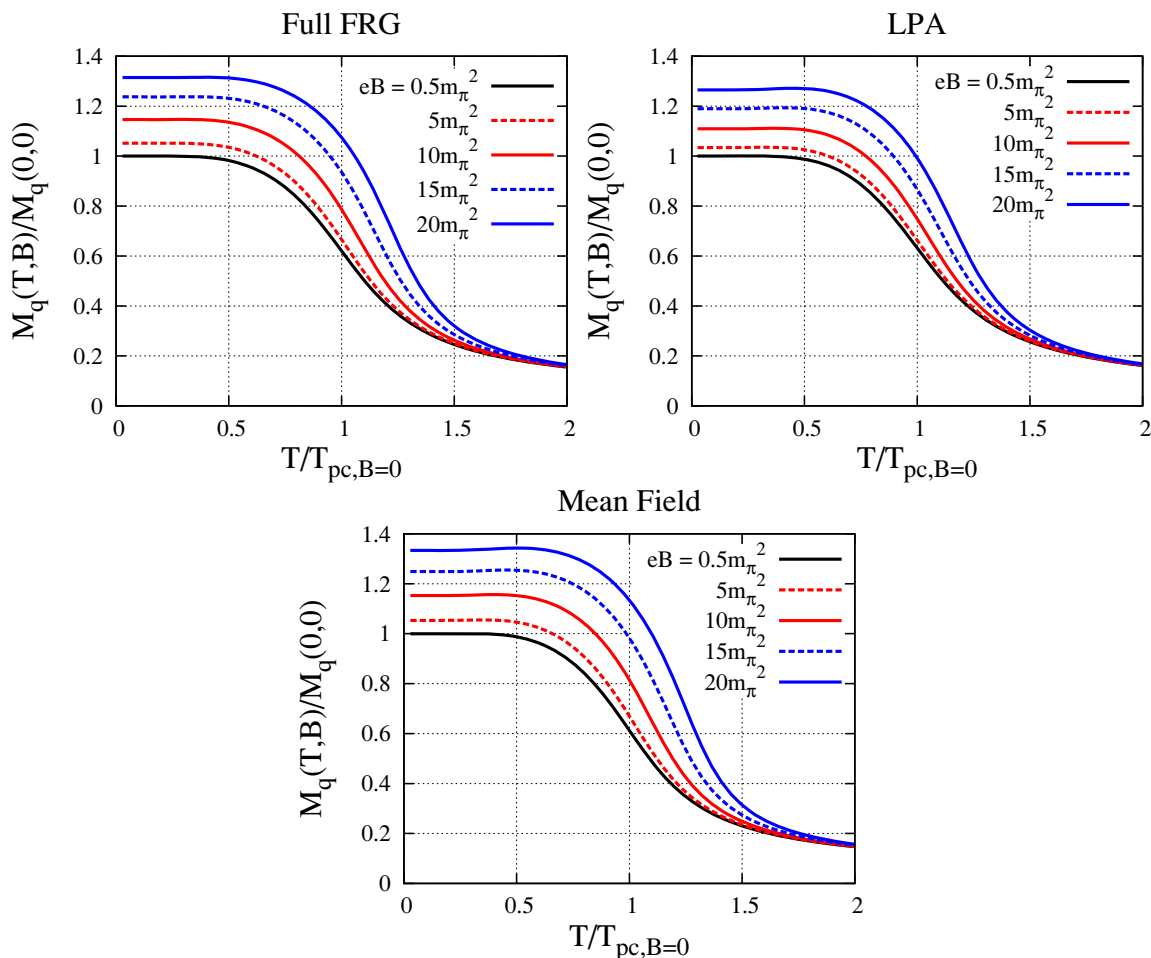 Full FRG
M_q(T,B)/M_q(0,0)
1.4
1.2
1
0.8
0.6
0.4
0.2
0
eB = 0.5m_π^2
5m_π^2
10m_π^2
15m_π^2
20m_π^2
0 0.5 1 1.5 2
T/T_pc,B=0
LPA
M_q(T,B)/M_q(0,0)
1.4
1.2
1
0.8
0.6
0.4
0.2
0
eB = 0.5m_π^2
5m_π^2
10m_π^2
15m_π^2
20m_π^2
0 0.5 1 1.5 2
T/T_pc,B=0
Mean Field
M_q(T,B)/M_q(0,0)
1.4
1.2
1
0.8
0.6
0.4
0.2
0
eB = 0.5m_π^2
5m_π^2
10m_π^2
15m_π^2
20m_π^2
0 0.5 1 1.5 2
T/T_pc,B=0